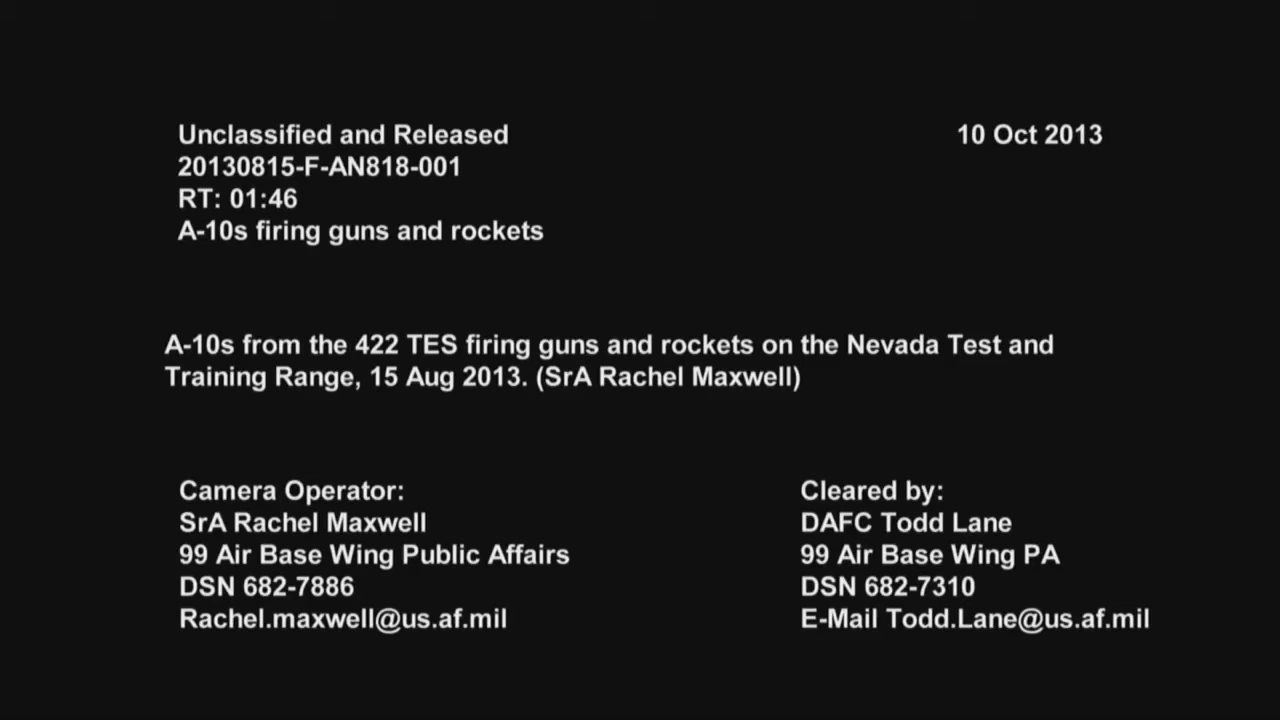 Unclassified and Released
10 Oct 2013
20130815-F-AN818-001
RT: 01:46
A-10s firing guns and rockets
A-10s from the 422 TES firing guns and rockets on the Nevada Test and
Training Range, 15 Aug 2013. (SrA Rachel Maxwell)
Camera Operator:
SrA Rachel Maxwell
99 Air Base Wing Public Affairs
DSN 682-7886
Rachel.maxwell@us.af.mil
Cleared by:
DAFC Todd Lane
99 Air Base Wing PA
DSN 682-7310
E-Mail Todd.Lane@us.af.mil